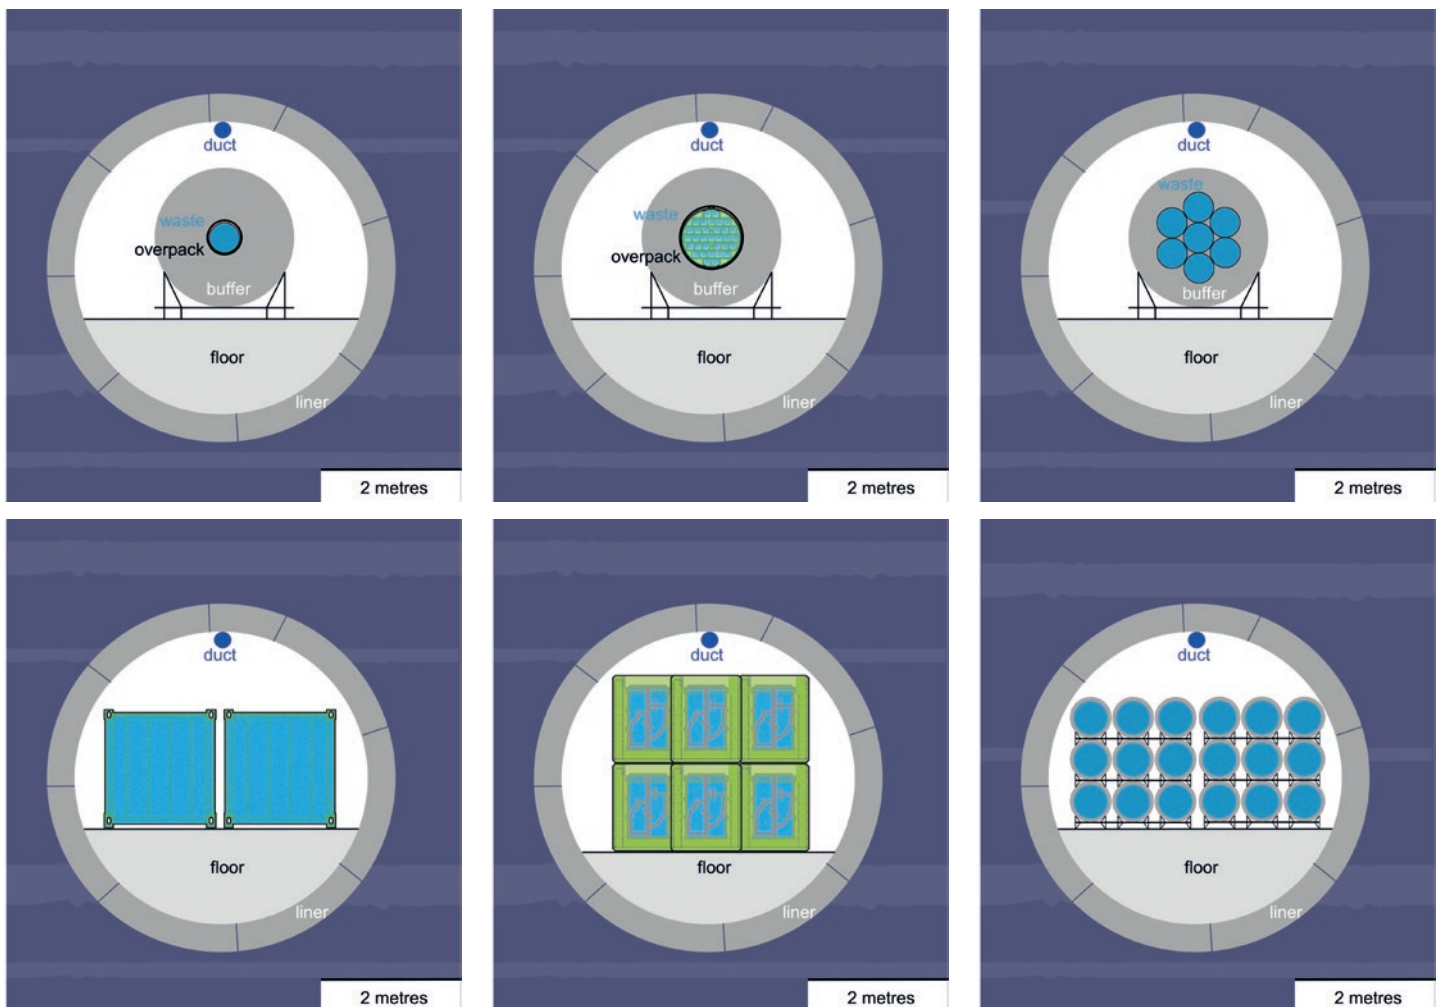 duct
waste
overpack
buffer
floor
liner
2 metres
duct
waste
overpack
buffer
floor
liner
2 metres
duct
waste
buffer
floor
liner
2 metres
duct
floor
liner
2 metres
duct
floor
liner
2 metres
duct
floor
liner
2 metres